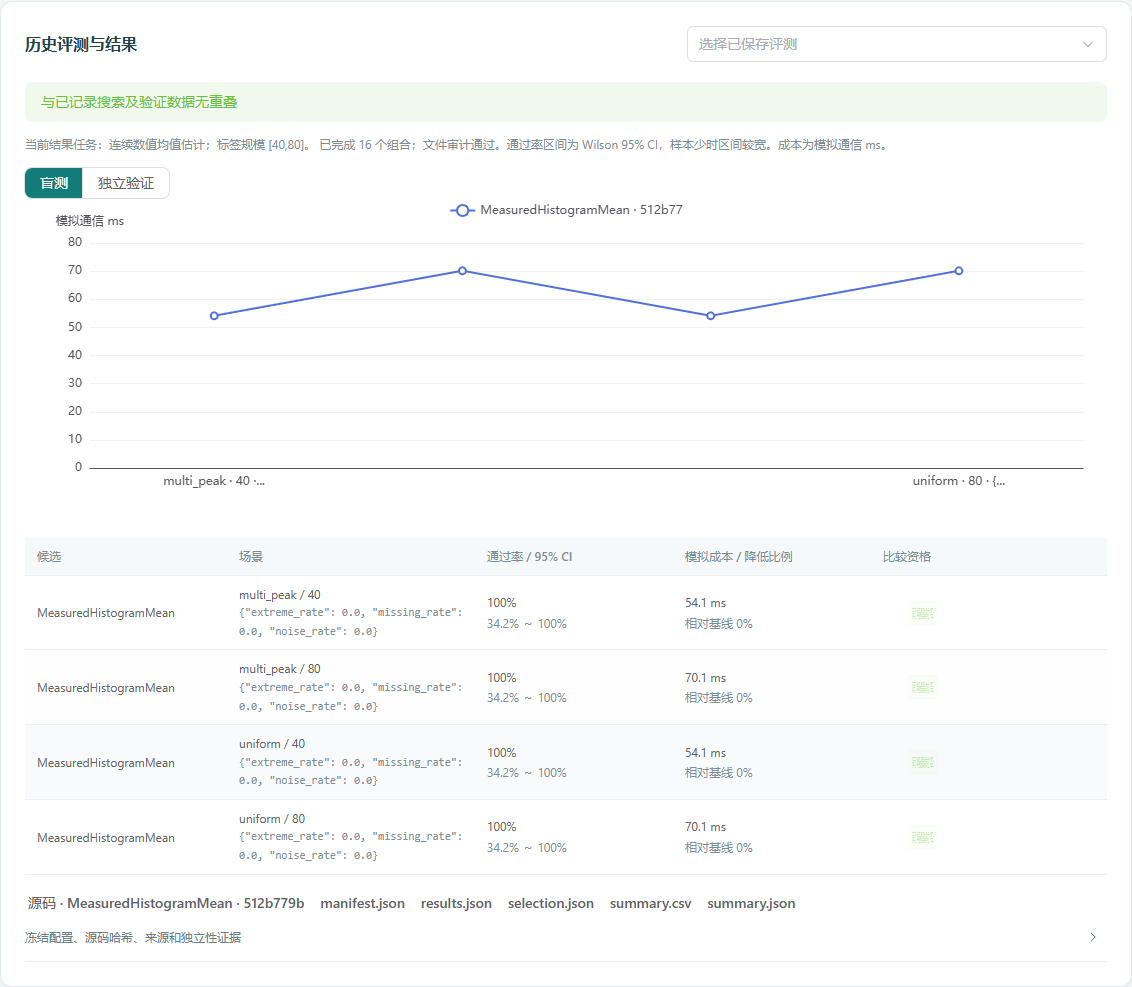 历史评测与结果
选择已保存评测
与已记录搜索及验证数据无重叠
当前结果任务：连续数值均值估计；标签规模 [40,80]。 已完成 16 个组合；文件审计通过。通过率区间为 Wilson 95% CI，样本少时区间较宽。成本为模拟通信 ms。
盲测
独立验证
MeasuredHistogramMean · 512b77
模拟通信 ms
80
70
60
50
40
30
20
10
0
multi_peak · 40 ·...
uniform · 80 · {...
候选
场景
通过率 / 95% CI
模拟成本 / 降低比例
比较资格
MeasuredHistogramMean
multi_peak / 40
{"extreme_rate": 0.0, "missing_rate":
0.0, "noise_rate": 0.0}
100%
34.2% ~ 100%
54.1 ms
相对基线 0%
MeasuredHistogramMean
multi_peak / 80
{"extreme_rate": 0.0, "missing_rate":
0.0, "noise_rate": 0.0}
100%
34.2% ~ 100%
70.1 ms
相对基线 0%
MeasuredHistogramMean
uniform / 40
{"extreme_rate": 0.0, "missing_rate":
0.0, "noise_rate": 0.0}
100%
34.2% ~ 100%
54.1 ms
相对基线 0%
MeasuredHistogramMean
uniform / 80
{"extreme_rate": 0.0, "missing_rate":
0.0, "noise_rate": 0.0}
100%
34.2% ~ 100%
70.1 ms
相对基线 0%
源码 · MeasuredHistogramMean · 512b779b
manifest.json
results.json
selection.json
summary.csv
summary.json
冻结配置、源码哈希、来源和独立性证据